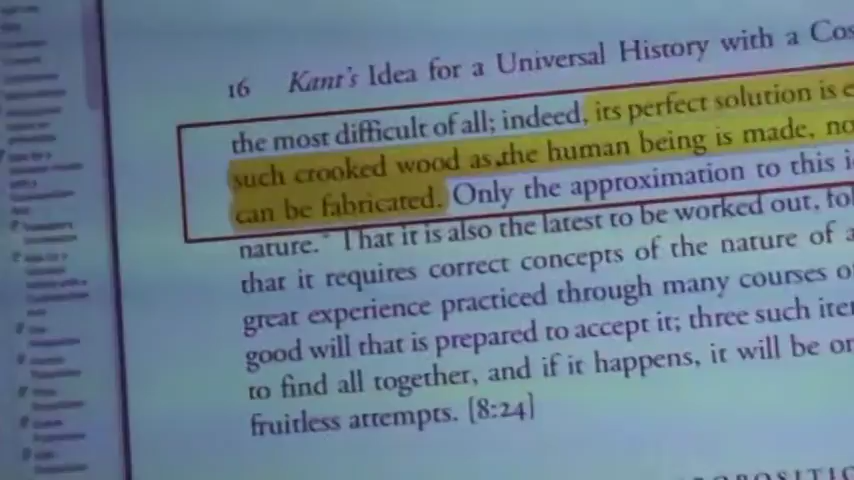 16 Kant's Idea for a Universal History with a Cos
the most difficult of all; indeed, its perfect solution is e
such crooked wood as the human being is made, no
can be fabricated. Only the approximation to this i
nature.* That it is also the latest to be worked out, fol
that it requires correct concepts of the nature of a
great experience practiced through many courses o
good will that is prepared to accept it; three such iter
to find all together, and if it happens, it will be or
fruitless attempts. [8:24]